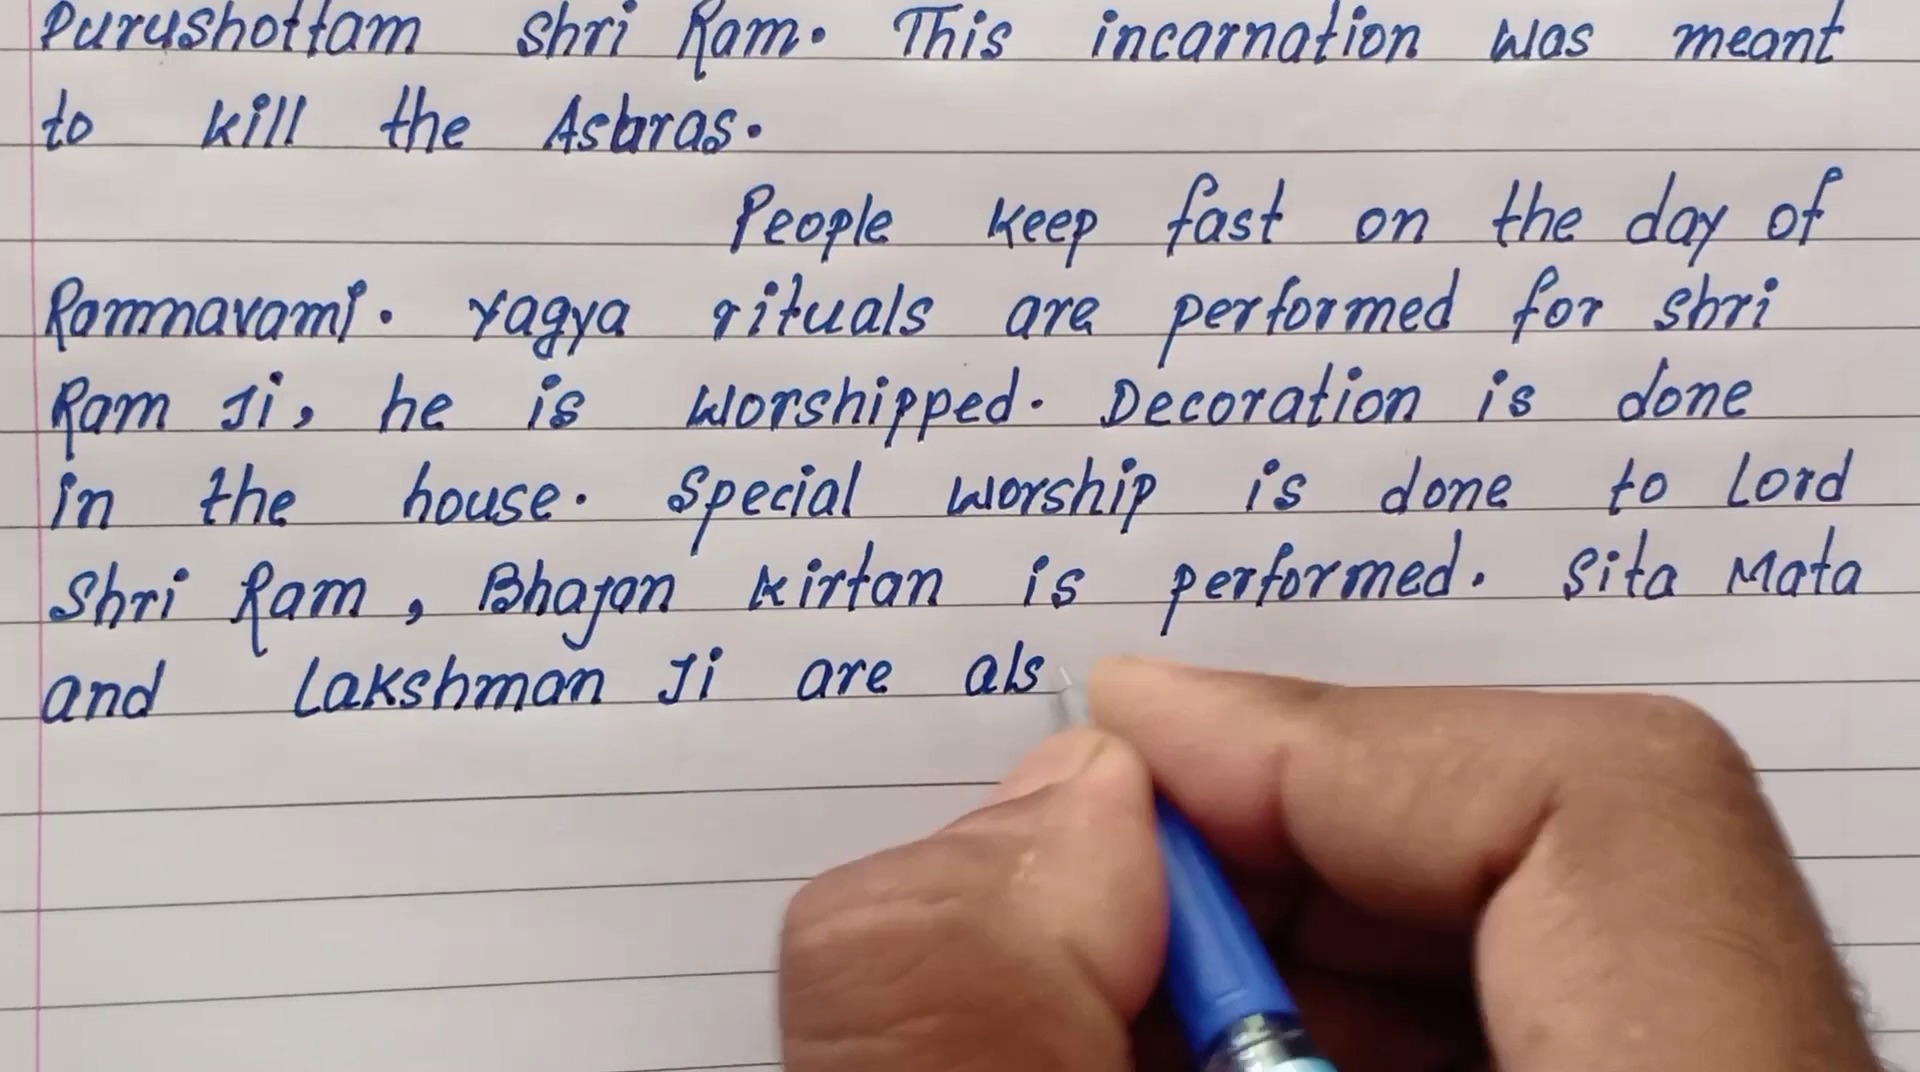 Purushottam Shri Ram. This incarnation was meant
to kill the Asuras.
People keep fast on the day of
Ramnavami. Yagya rituals are performed for Shri
Ram Ji, he is worshipped. Decoration is done
in the house. Special worship is done to Lord
Shri Ram, Bhajan kirtan is performed. Sita Mata
and Lakshman Ji are als